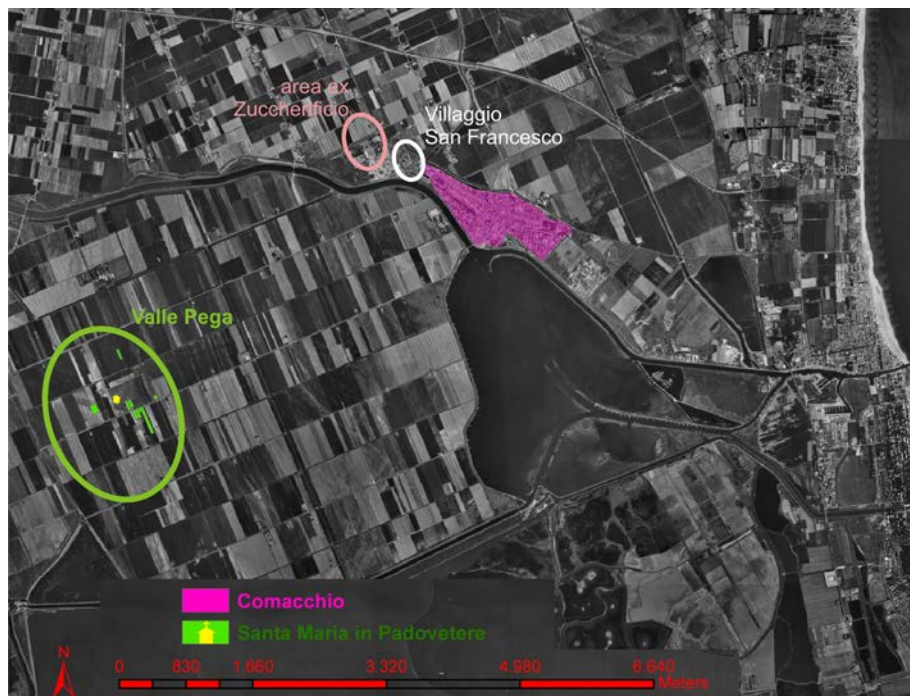 area ex
Zuccherificio
Villaggio
San Francesco
Valle Pega
Comacchio
Santa Maria in Padovetere
N
0 830 1.660 3.320 4.980 6.640
Meters